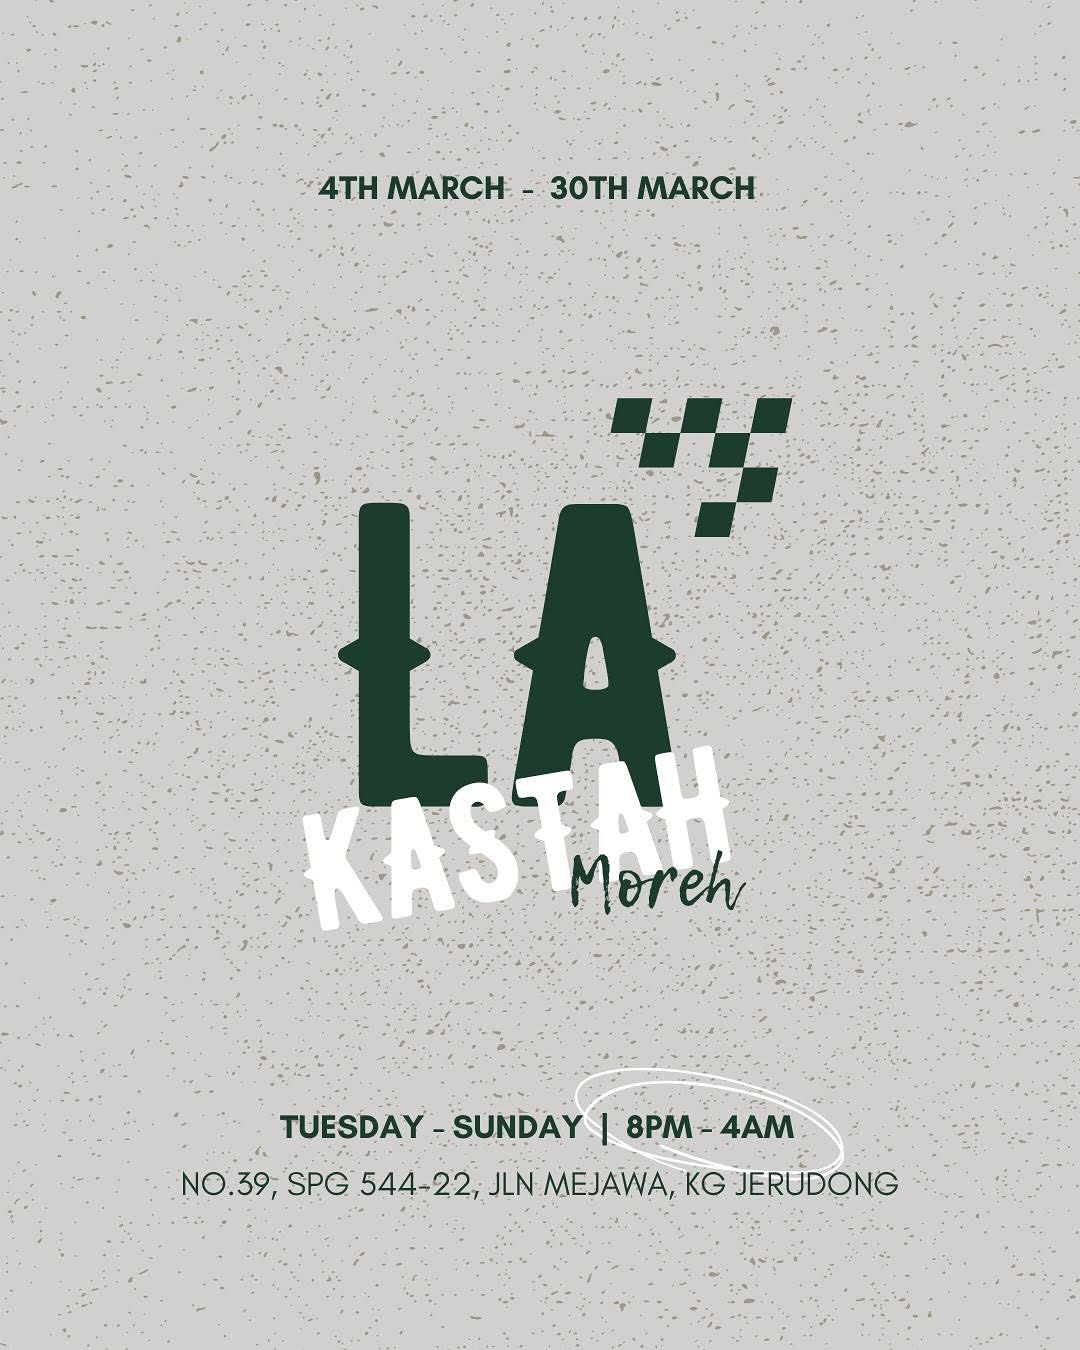 4TH MARCH - 30TH MARCH
LA
KASTAH
Moreh
TUESDAY - SUNDAY | 8PM - 4AM
NO.39, SPG 544-22, JLN MEJAWA, KG JERUDONG